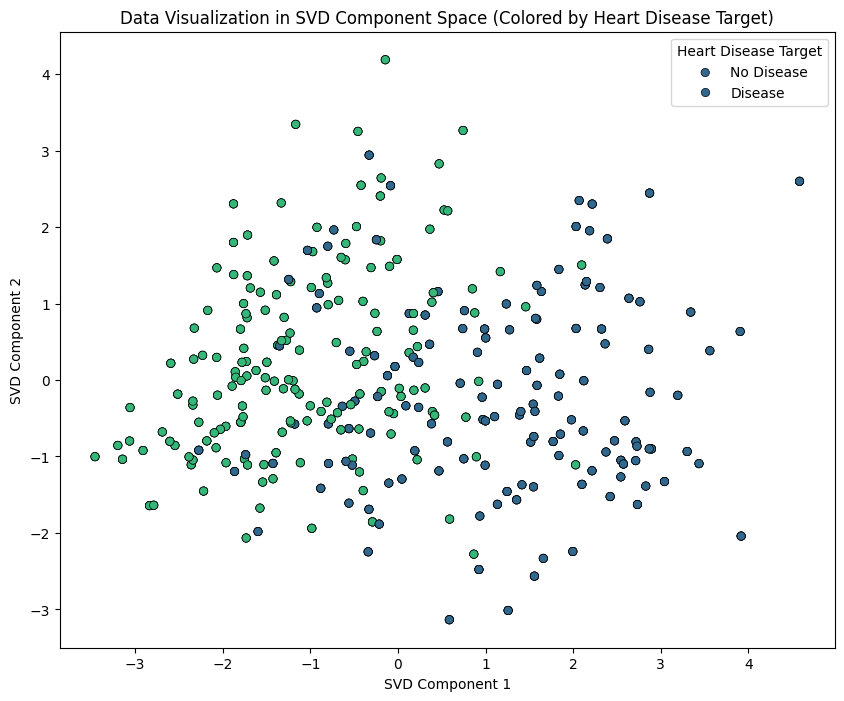 Data Visualization in SVD Component Space (Colored by Heart Disease Target)
Heart Disease Target
No Disease
Disease
SVD Component 2
4
3
2
1
0
−1
−2
−3
−3
−2
−1
0
1
2
3
4
SVD Component 1